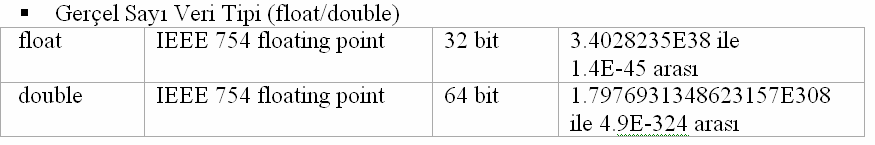 ▪ Gerçel Sayı Veri Tipi (float/double)
float IEEE 754 floating point 32 bit 3.4028235E38 ile
1.4E-45 arası
double IEEE 754 floating point 64 bit 1.7976931348623157E308
ile 4.9E-324 arası